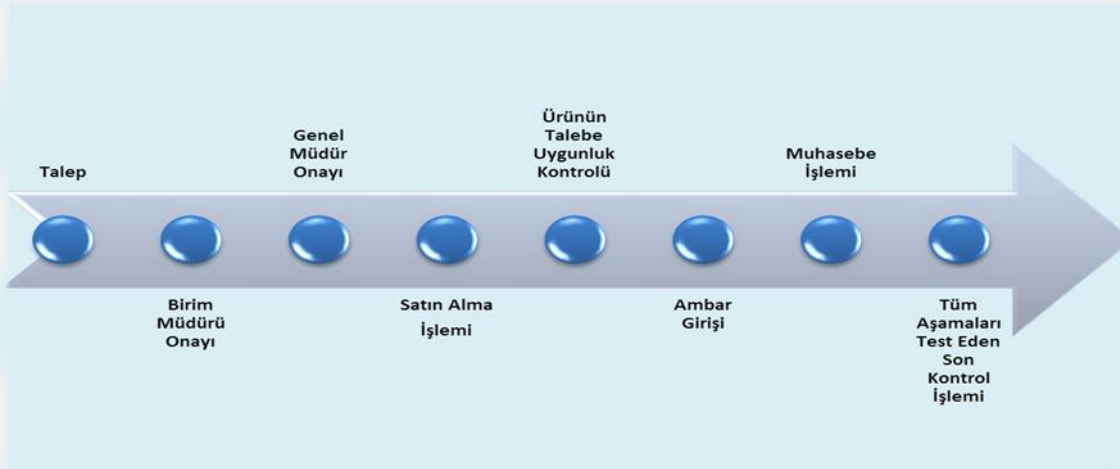 Talep
Birim
Müdürü
Onayı
Genel
Müdür
Onayı
Satın Alma
İşlemi
Ürünün
Talebe
Uygunluk
Kontrolü
Ambar
Girişi
Muhasebe
İşlemi
Tüm
Aşamaları
Test Eden
Son
Kontrol
İşlemi